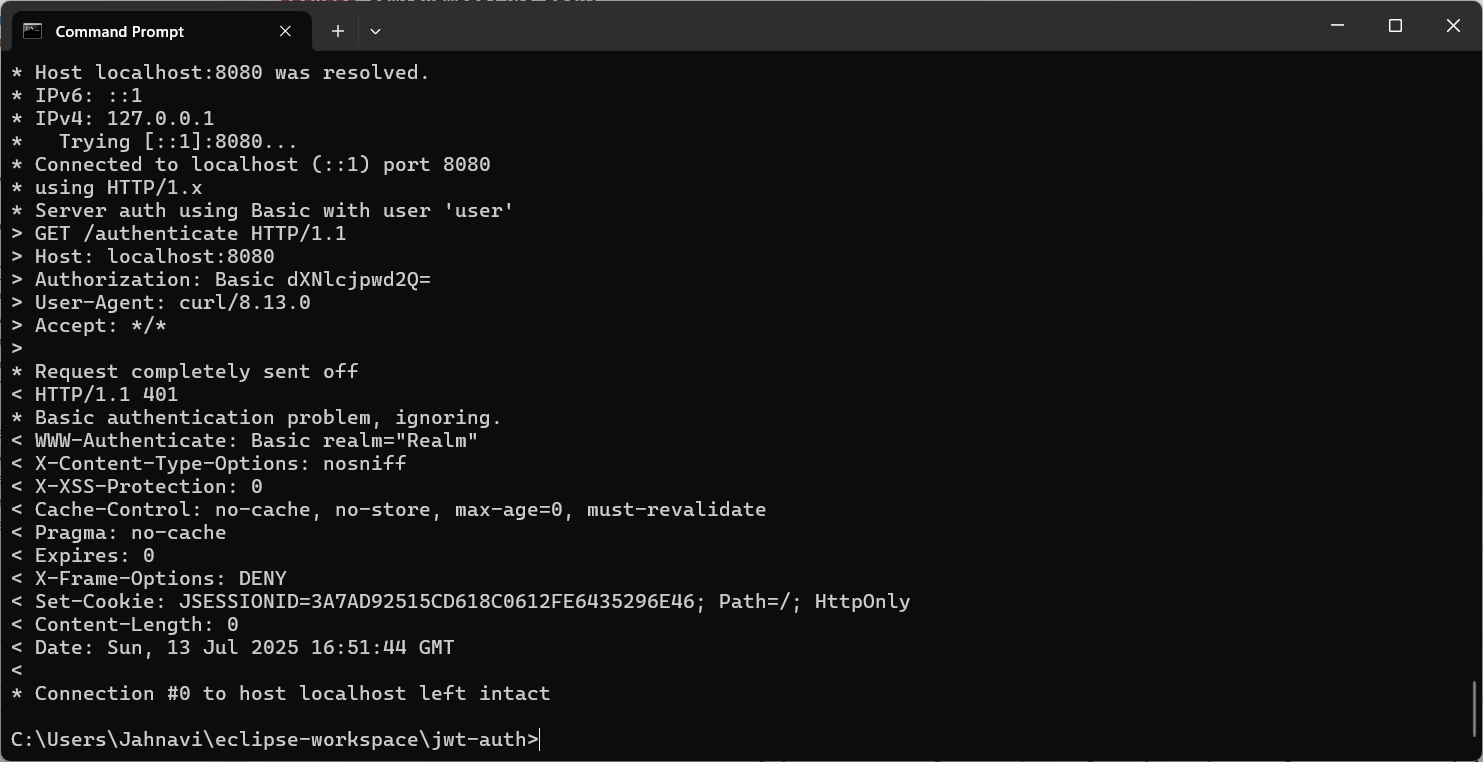 Command Prompt
* Host localhost:8080 was resolved.
* IPv6: ::1
* IPv4: 127.0.0.1
*   Trying [::1]:8080...
* Connected to localhost (::1) port 8080
* using HTTP/1.x
* Server auth using Basic with user 'user'
> GET /authenticate HTTP/1.1
> Host: localhost:8080
> Authorization: Basic dXNlcjpwd2Q=
> User-Agent: curl/8.13.0
> Accept: */*
>
* Request completely sent off
< HTTP/1.1 401
* Basic authentication problem, ignoring.
< WWW-Authenticate: Basic realm="Realm"
< X-Content-Type-Options: nosniff
< X-XSS-Protection: 0
< Cache-Control: no-cache, no-store, max-age=0, must-revalidate
< Pragma: no-cache
< Expires: 0
< X-Frame-Options: DENY
< Set-Cookie: JSESSIONID=3A7AD92515CD618C0612FE6435296E46; Path=/; HttpOnly
< Content-Length: 0
< Date: Sun, 13 Jul 2025 16:51:44 GMT
<
* Connection #0 to host localhost left intact
C:\Users\Jahnavi\eclipse-workspace\jwt-auth>